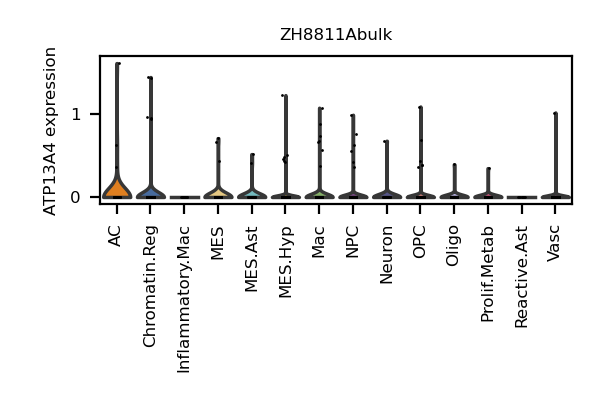 ZH8811Abulk
ATP13A4 expression
1
0
AC
Chromatin.Reg
Inflammatory.Mac
MES
MES.Ast
MES.Hyp
Mac
NPC
Neuron
OPC
Oligo
Prolif.Metab
Reactive.Ast
Vasc